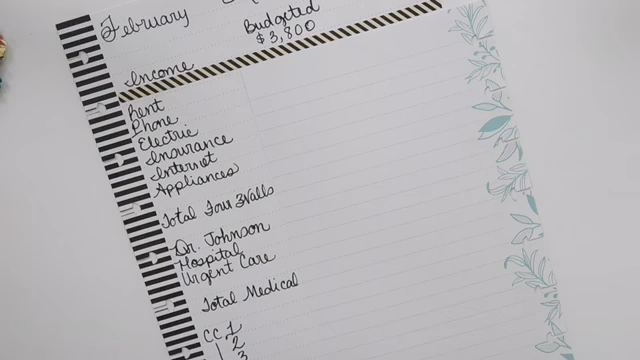 February
Budgeted
$3,800
Income
Rent
Phone
Electric
Insurance
Internet
Appliances
Total Four Walls
Dr. Johnson
Hospital
Urgent Care
Total Medical
CC 1
2
3